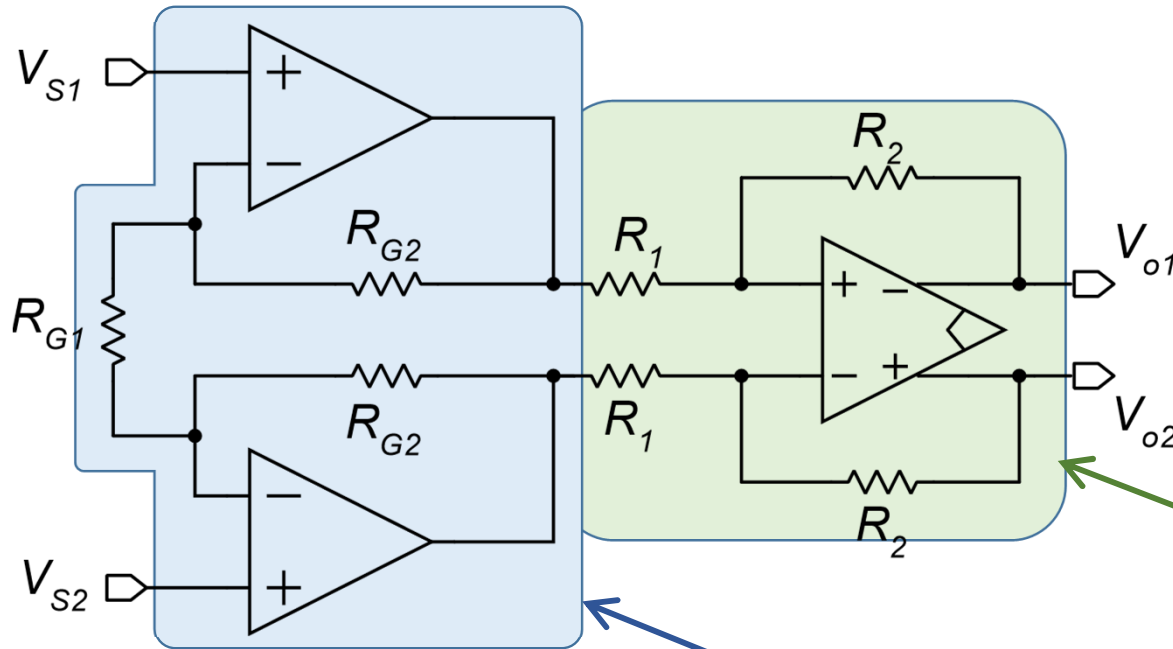 V_S1
+
−
R_2
R_G2
R_1
V_o1
+
−
R_G1
−
+
V_o2
R_G2
R_1
−
R_2
V_S2
+